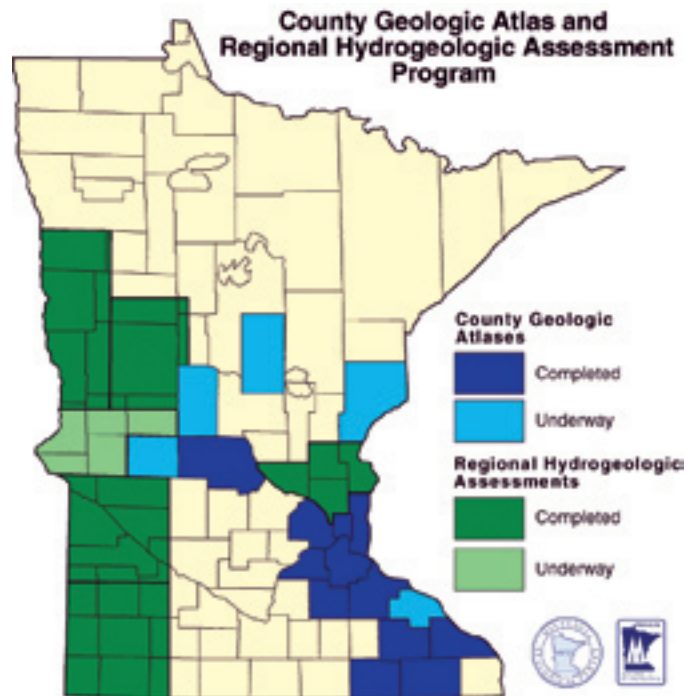 County Geologic Atlas and
Regional Hydrogeologic Assessment
Program
County Geologic
Atlases
Completed
Underway
Regional Hydrogeologic
Assessments
Completed
Underway